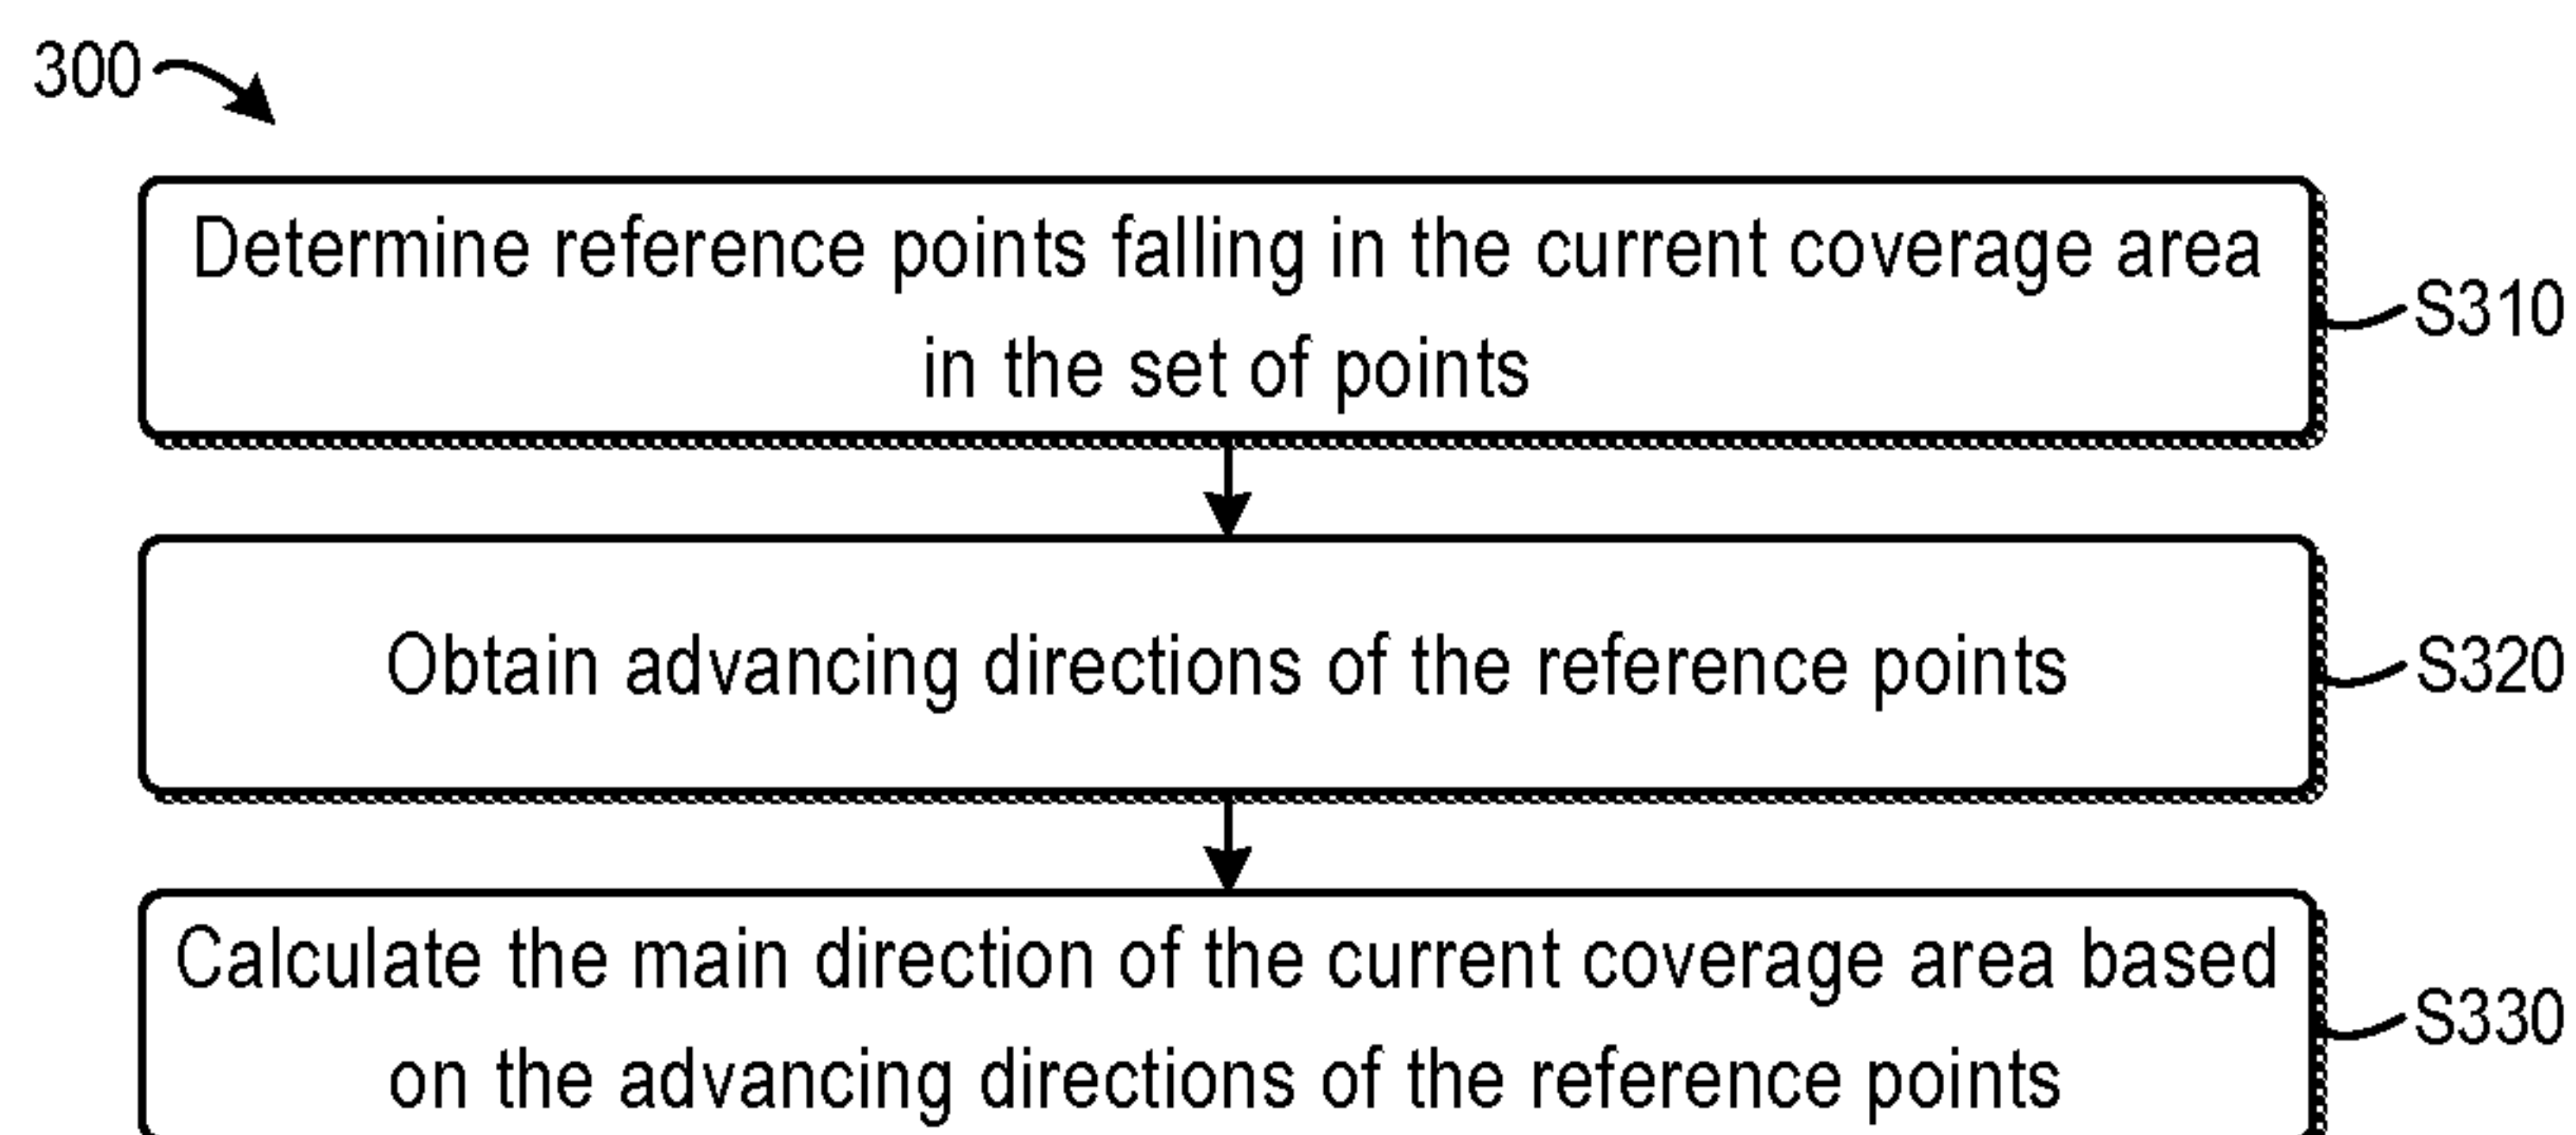 300
Determine reference points falling in the current coverage area
in the set of points
S310
Obtain advancing directions of the reference points
S320
Calculate the main direction of the current coverage area based
on the advancing directions of the reference points
S330